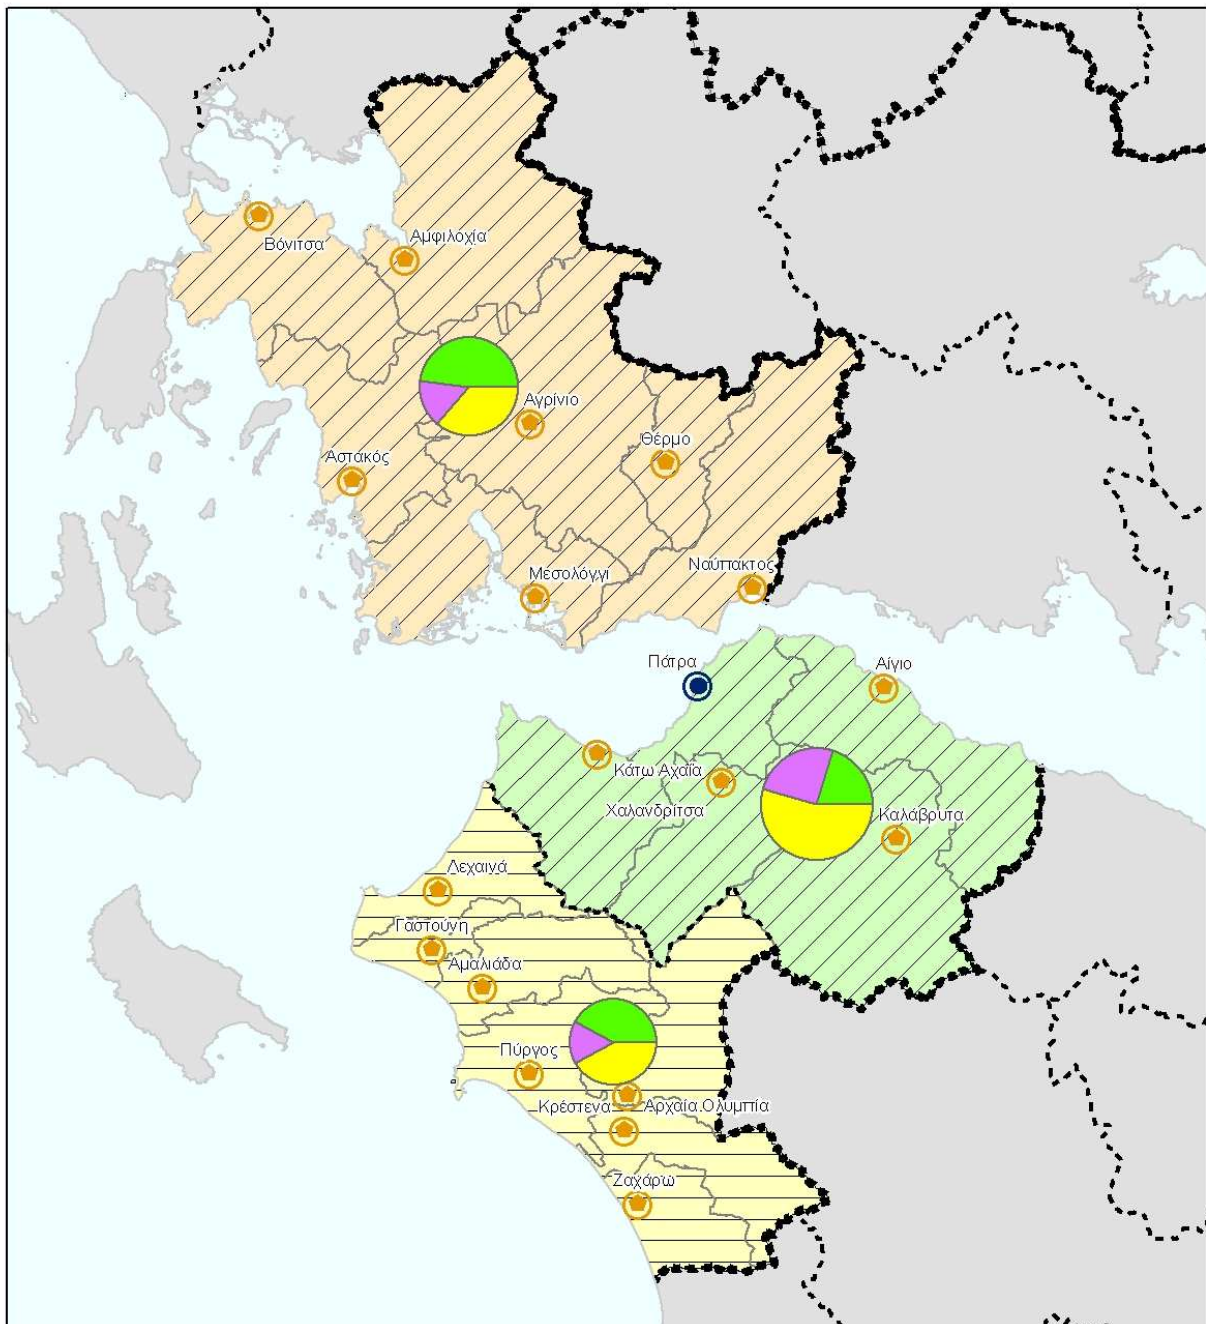 Βόνιτσα
Αμφιλοχία
Αγρίνιο
Θέρμο
Αστακός
Ναύπακτος
Μεσολόγγι
Πάτρα
Αίγιο
Κάτω Αχαΐα
Χαλανδρίτσα
Καλάβρυτα
Λεχαινά
Γαστούνη
Αμαλιάδα
Πύργος
Κρέστενα
Αρχαία Ολυμπία
Ζαχάρω